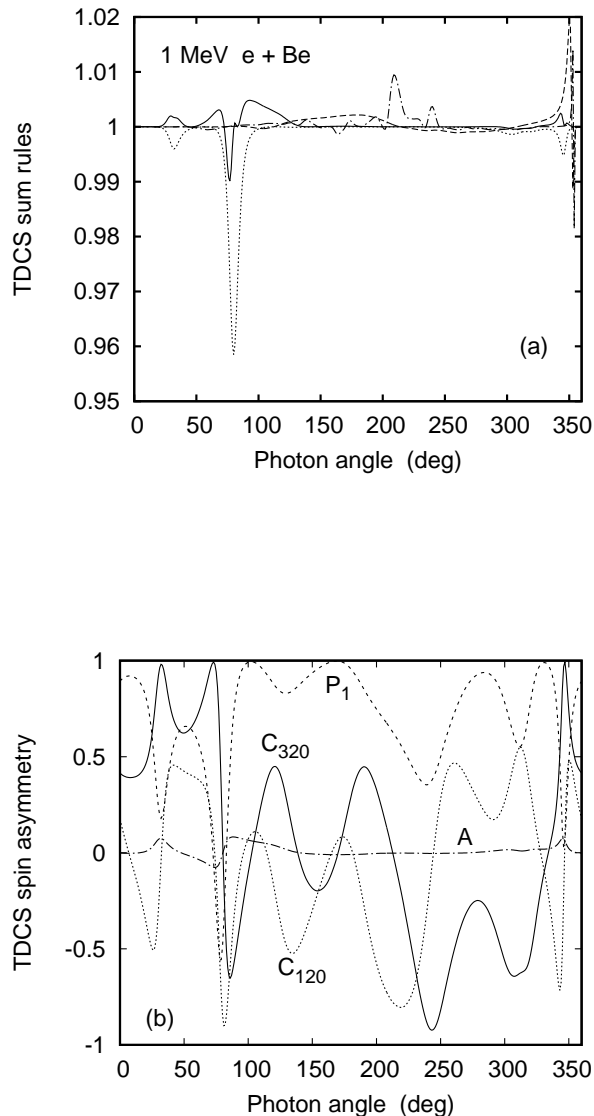 1.02
1.01
1
0.99
0.98
0.97
0.96
0.95
TDCS sum rules
1 MeV e + Be
(a)
0 50 100 150 200 250 300 350
Photon angle (deg)
1
0.5
0
-0.5
-1
TDCS spin asymmetry
P1
C320
A
C120
(b)
0 50 100 150 200 250 300 350
Photon angle (deg)